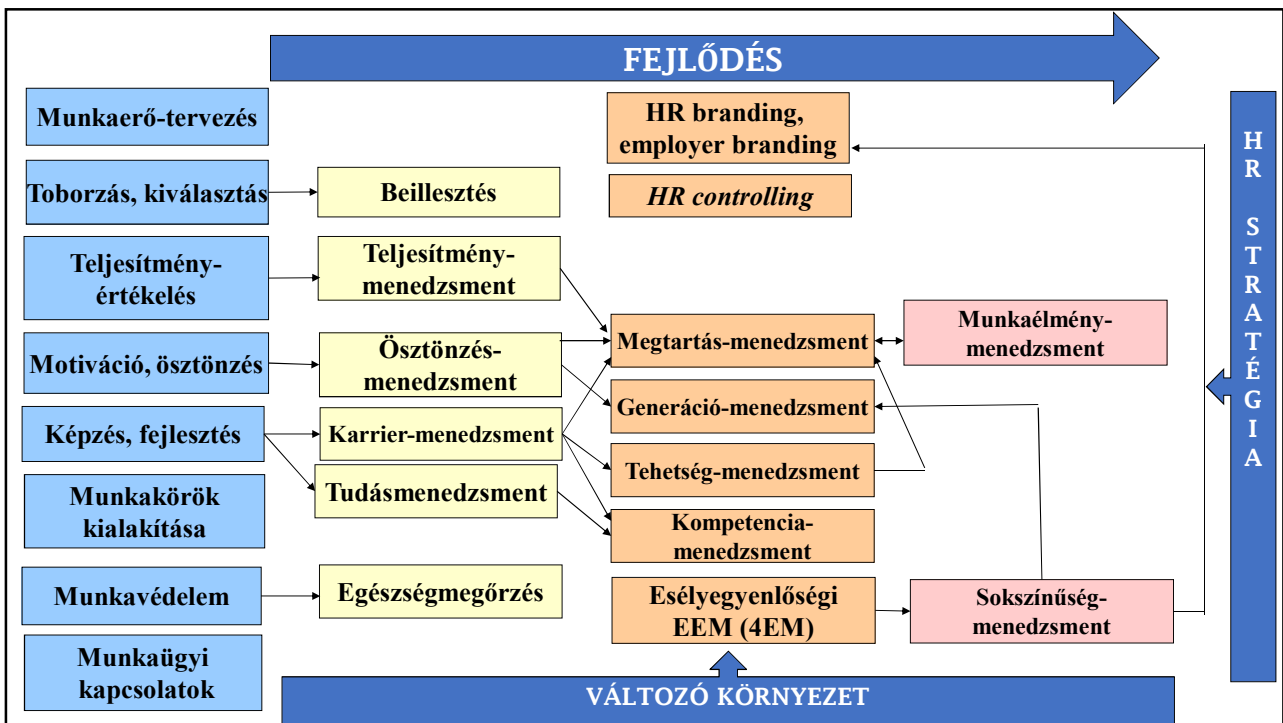 FEJLŐDÉS
Munkaerő-tervezés
Toborzás, kiválasztás
Teljesítmény-
értékelés
Motiváció, ösztönzés
Képzés, fejlesztés
Munkakörök
kialakítása
Munkavédelem
Munkaügyi
kapcsolatok
Beillesztés
Teljesítmény-
menedzsment
Ösztönzés-
menedzsment
Karrier-menedzsment
Tudásmenedzsment
Egészségmegőrzés
HR branding,
employer branding
HR controlling
Megtartás-menedzsment
Generáció-menedzsment
Tehetség-menedzsment
Kompetencia-
menedzsment
Esélyegyenlőségi
EEM (4EM)
Munkaélmény-
menedzsment
Sokszínűség-
menedzsment
HR STRATÉGIA
VÁLTOZÓ KÖRNYEZET